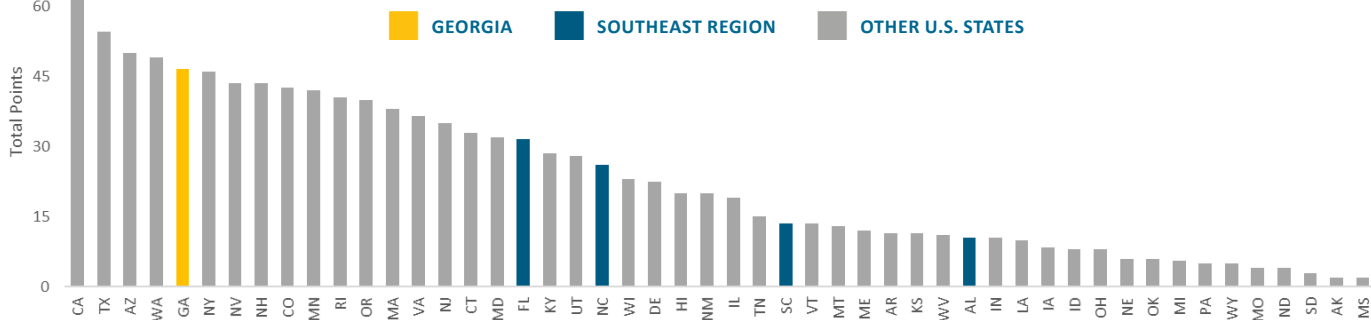 60
GEORGIA SOUTHEAST REGION OTHER U.S. STATES
45
30
15
0
Total Points
CA TX AZ WA GA NY NV NH CO MN RI OR MA VA NJ CT MD FL KY UT NC WI DE HI NM IL TN SC VT MT ME AR KS WV AL IN LA IA ID OH NE OK MI PA WY MO ND SD AK MS